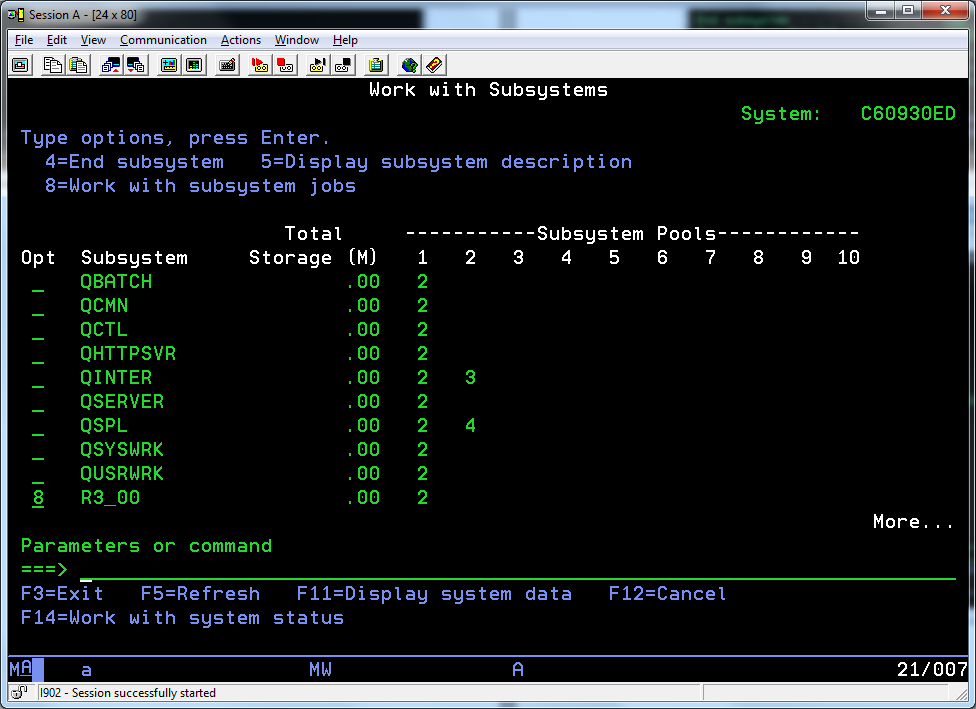 Session A - [24 x 80]
File Edit View Communication Actions Window Help
Work with Subsystems
System: C60930ED
Type options, press Enter.
4=End subsystem 5=Display subsystem description
8=Work with subsystem jobs
Total -----------Subsystem Pools------------
Opt Subsystem Storage (M) 1 2 3 4 5 6 7 8 9 10
_ QBATCH .00 2
_ QCMN .00 2
_ QCTL .00 2
_ QHTTPSVR .00 2
_ QINTER .00 2 3
_ QSERVER .00 2
_ QSPL .00 2 4
_ QSYSWRK .00 2
_ QUSRWRK .00 2
8 R3_00 .00 2
More...
Parameters or command
===>
F3=Exit F5=Refresh F11=Display system data F12=Cancel
F14=Work with system status
MA a MW A 21/007
I902 - Session successfully started